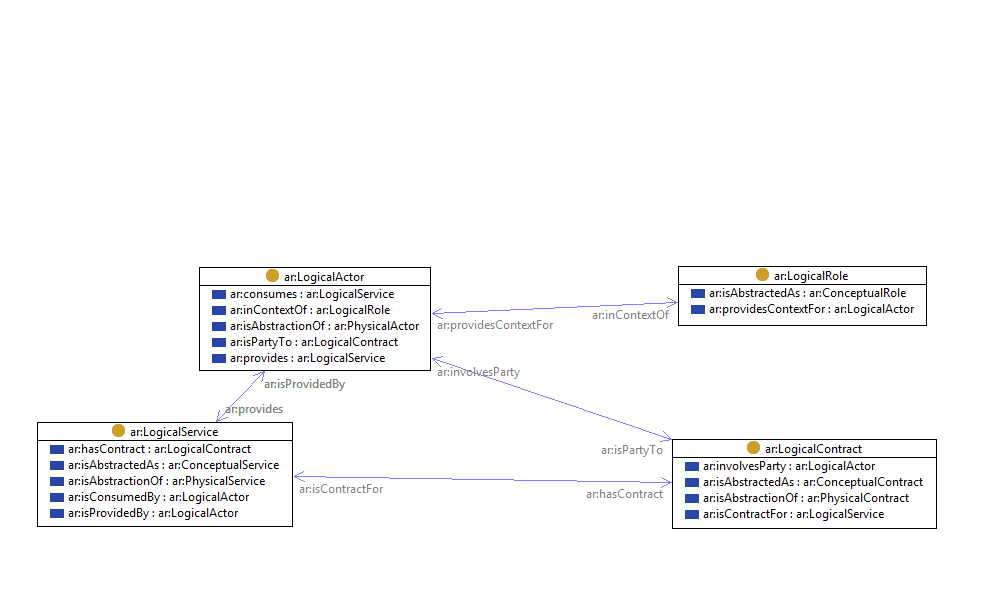 ar:LogicalActor
ar:consumes : ar:LogicalService
ar:inContextOf : ar:LogicalRole
ar:isAbstractionOf : ar:PhysicalActor
ar:isPartyTo : ar:LogicalContract
ar:provides : ar:LogicalService
ar:LogicalRole
ar:isAbstractedAs : ar:ConceptualRole
ar:providesContextFor : ar:LogicalActor
ar:providesContextFor
ar:inContextOf
ar:involvesParty
ar:isProvidedBy
ar:provides
ar:LogicalService
ar:hasContract : ar:LogicalContract
ar:isAbstractedAs : ar:ConceptualService
ar:isAbstractionOf : ar:PhysicalService
ar:isConsumedBy : ar:LogicalActor
ar:isProvidedBy : ar:LogicalActor
ar:isPartyTo
ar:isContractFor
ar:hasContract
ar:LogicalContract
ar:involvesParty : ar:LogicalActor
ar:isAbstractedAs : ar:ConceptualContract
ar:isAbstractionOf : ar:PhysicalContract
ar:isContractFor : ar:LogicalService